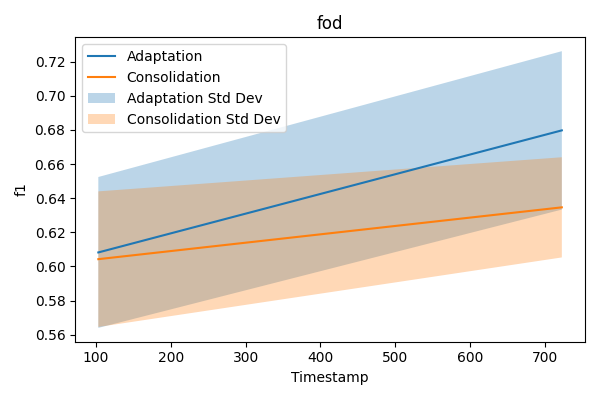 fod
Adaptation
Consolidation
Adaptation Std Dev
Consolidation Std Dev
f1
0.72
0.70
0.68
0.66
0.64
0.62
0.60
0.58
0.56
100 200 300 400 500 600 700
Timestamp